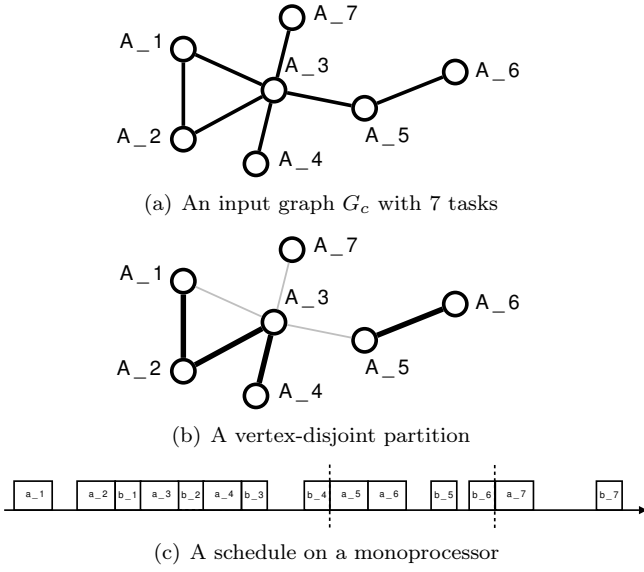 A_7
A_1
A_3
A_6
A_2
A_5
A_4
(a) An input graph G_c with 7 tasks
A_7
A_1
A_3
A_6
A_2
A_5
A_4
(b) A vertex-disjoint partition
a_1 a_2 b_1 a_3 b_2 a_4 b_3 b_4 a_5 a_6 b_5 b_6 a_7 b_7
(c) A schedule on a monoprocessor